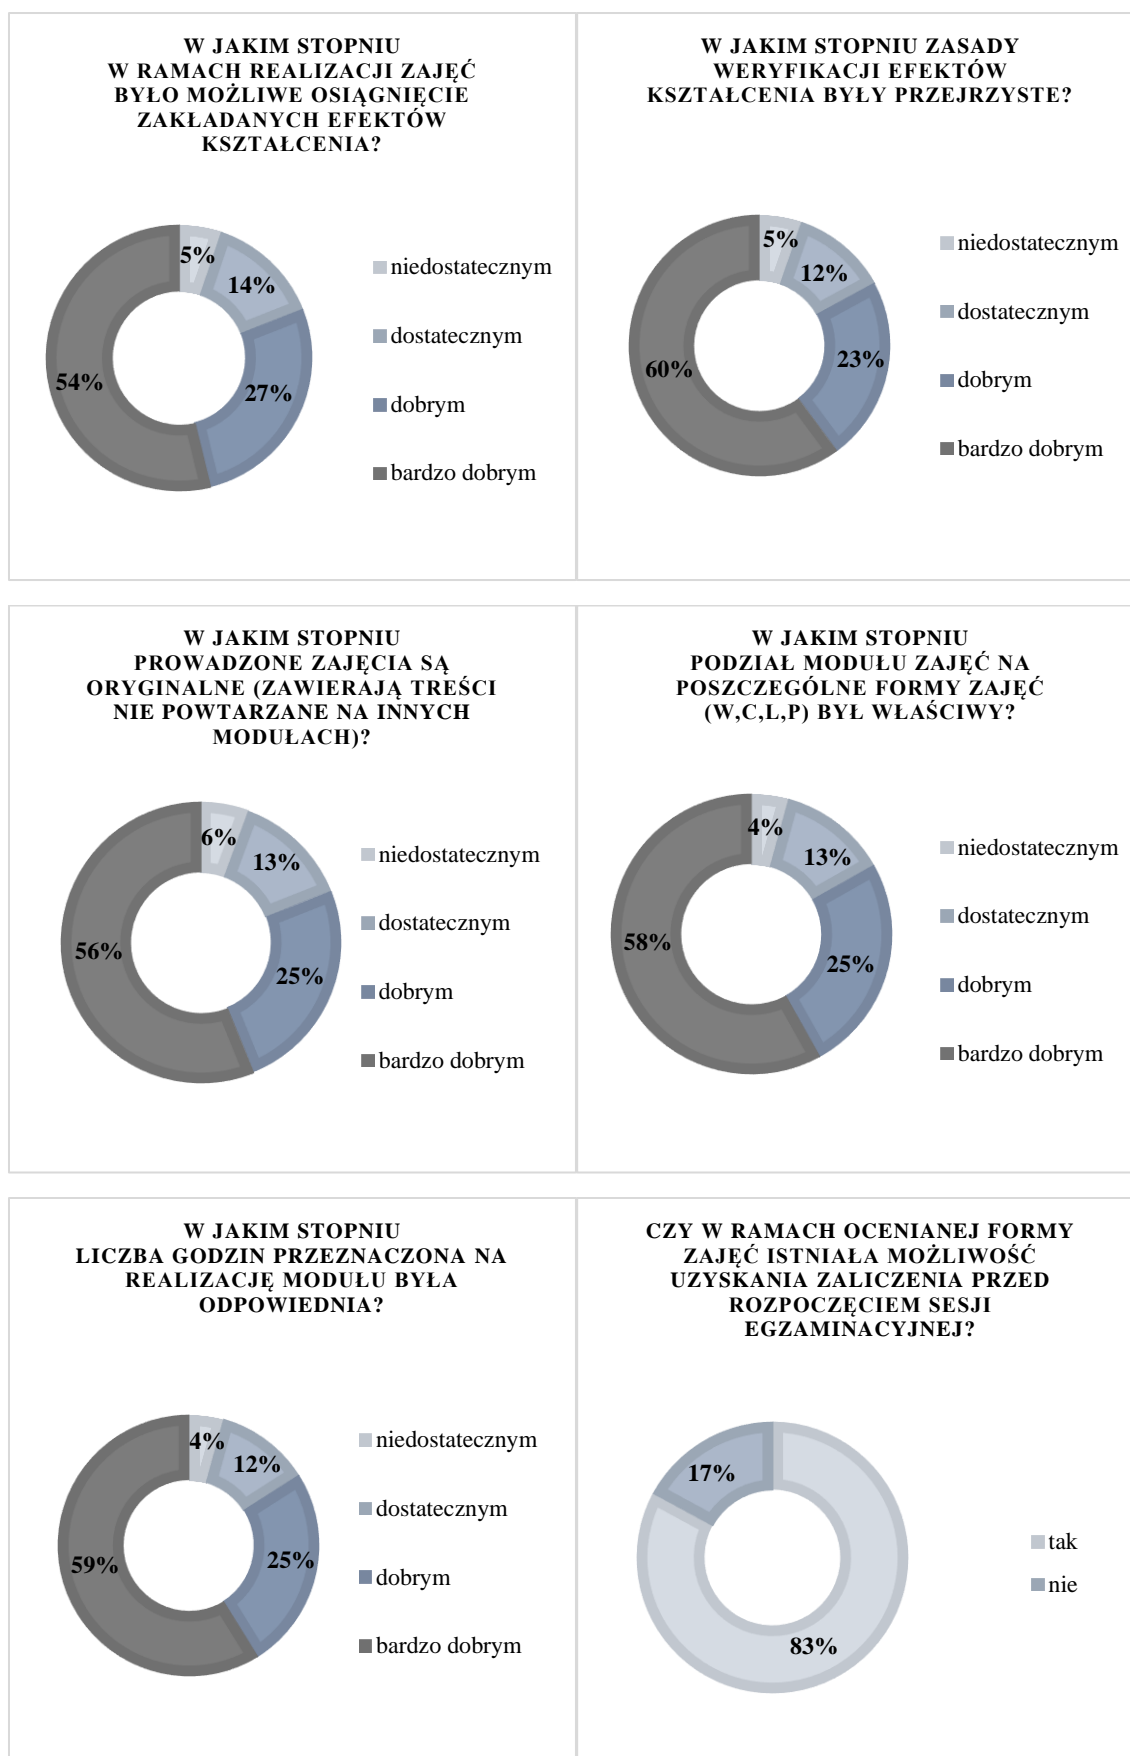 W JAKIM STOPNIU
W RAMACH REALIZACJI ZAJĘĆ
BYŁO MOŻLIWE OSIĄGNIĘCIE
ZAKŁADANYCH EFEKTÓW
KSZTAŁCENIA?
5%
14%
27%
54%
niedostatecznym
dostatecznym
dobrym
bardzo dobrym
W JAKIM STOPNIU ZASADY
WERYFIKACJI EFEKTÓW
KSZTAŁCENIA BYŁY PRZEJRZYSTE?
5%
12%
23%
60%
niedostatecznym
dostatecznym
dobrym
bardzo dobrym
W JAKIM STOPNIU
PROWADZONE ZAJĘCIA SĄ
ORYGINALNE (ZAWIERAJĄ TREŚCI
NIE POWTARZANE NA INNYCH
MODUŁACH)?
6%
13%
25%
56%
niedostatecznym
dostatecznym
dobrym
bardzo dobrym
W JAKIM STOPNIU
PODZIAŁ MODUŁU ZAJĘĆ NA
POSZCZEGÓLNE FORMY ZAJĘĆ
(W,C,L,P) BYŁ WŁAŚCIWY?
4%
13%
25%
58%
niedostatecznym
dostatecznym
dobrym
bardzo dobrym
W JAKIM STOPNIU
LICZBA GODZIN PRZEZNACZONA NA
REALIZACJĘ MODUŁU BYŁA
ODPOWIEDNIA?
4%
12%
25%
59%
niedostatecznym
dostatecznym
dobrym
bardzo dobrym
CZY W RAMACH OCENIANEJ FORMY
ZAJĘĆ ISTNIAŁA MOŻLIWOŚĆ
UZYSKANIA ZALICZENIA PRZED
ROZPOCZĘCIEM SESJI
EGZAMINACYJNEJ?
17%
83%
tak
nie